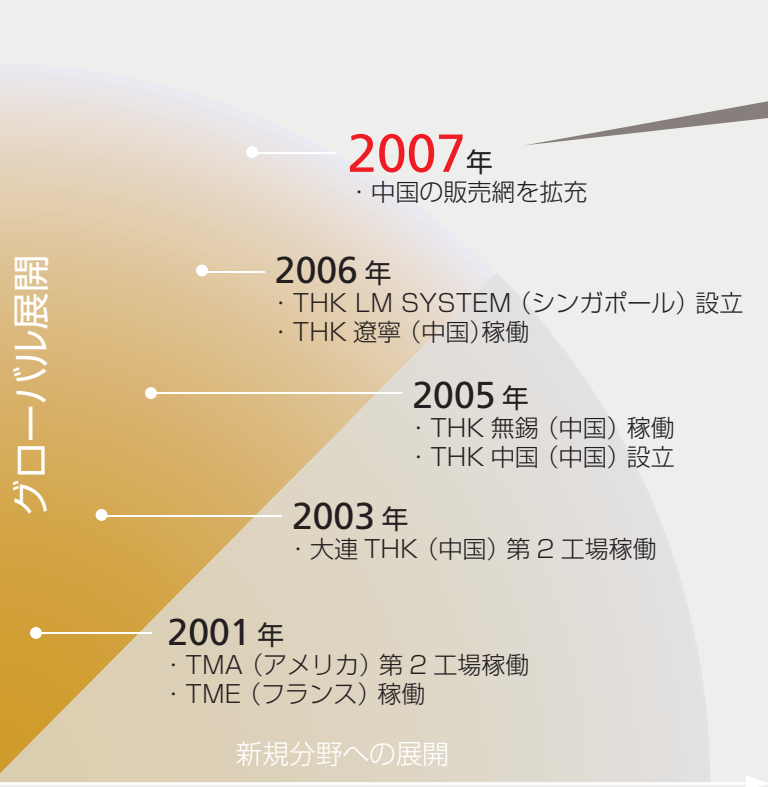 2007年
・中国の販売網を拡充
2006年
・THK LM SYSTEM（シンガポール）設立
・THK 遼寧（中国）稼働
2005年
・THK 無錫（中国）稼働
・THK 中国（中国）設立
2003年
・大連 THK（中国）第 2 工場稼働
2001年
・TMA（アメリカ）第 2 工場稼働
・TME（フランス）稼働
グローバル展開
新規分野への展開